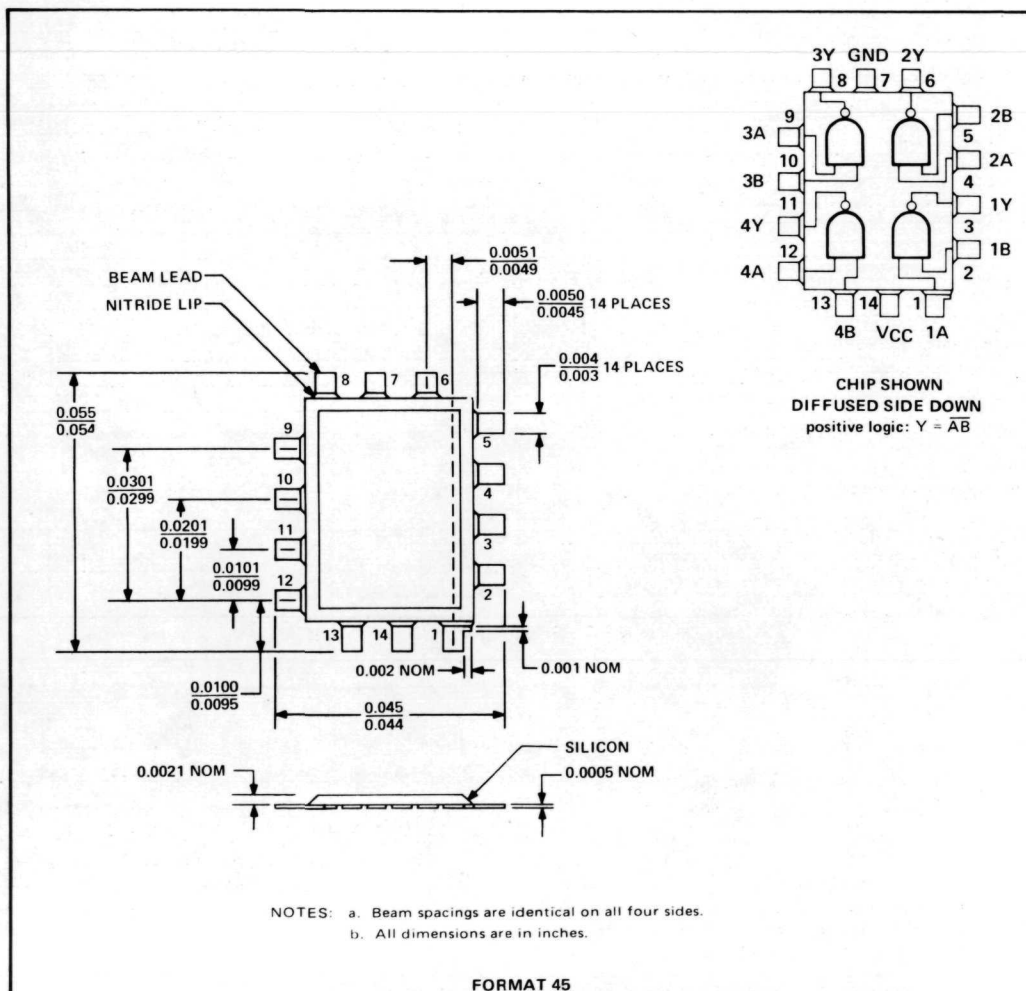 3Y GND 2Y
8 7 6
9
3A
10
3B
11
4Y
12
4A
2B
5
2A
4
1Y
3
1B
2
13 14 1
4B VCC 1A
CHIP SHOWN
DIFFUSED SIDE DOWN
positive logic: Y = A̅B̅
BEAM LEAD
NITRIDE LIP
0.0051
0.0049
0.0050
0.0045 14 PLACES
0.004
0.003 14 PLACES
8 7 6
0.055
0.054
9
5
0.0301
0.0299
10
4
0.0201
0.0199
11
3
0.0101
0.0099
12
2
13 14 1
0.002 NOM
0.001 NOM
0.0100
0.0095
0.045
0.044
SILICON
0.0021 NOM
0.0005 NOM
NOTES: a. Beam spacings are identical on all four sides.
b. All dimensions are in inches.
FORMAT 45